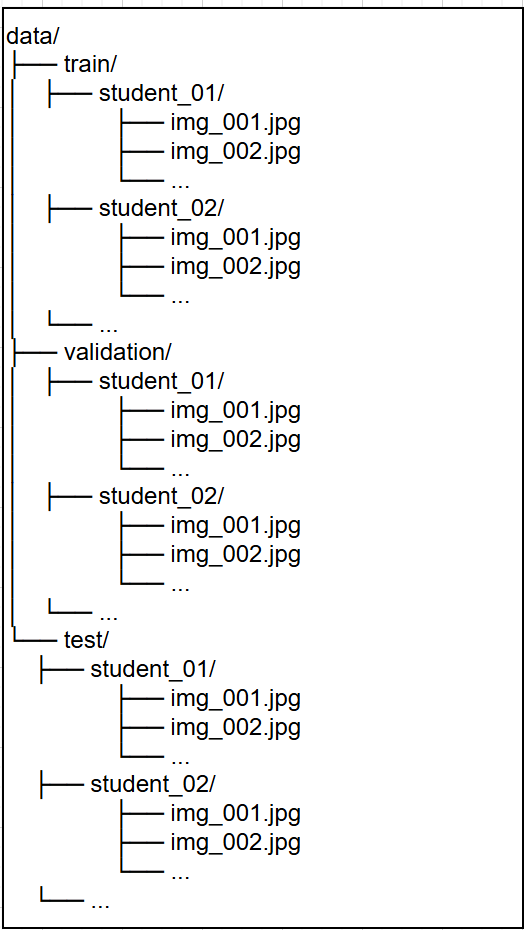 data/
├── train/
│   ├── student_01/
│         ├── img_001.jpg
│         ├── img_002.jpg
│         └── ...
│   ├── student_02/
│         ├── img_001.jpg
│         ├── img_002.jpg
│         └── ...
│   └── ...
├── validation/
│   ├── student_01/
│         ├── img_001.jpg
│         ├── img_002.jpg
│         └── ...
│   ├── student_02/
│         ├── img_001.jpg
│         ├── img_002.jpg
│         └── ...
│   └── ...
└── test/
    ├── student_01/
          ├── img_001.jpg
          ├── img_002.jpg
          └── ...
    ├── student_02/
          ├── img_001.jpg
          ├── img_002.jpg
          └── ...
    └── ...